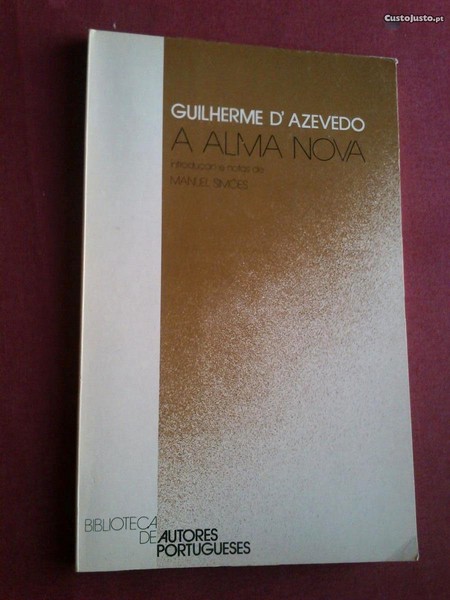 CustoJusto.pt
GUILHERME D'AZEVEDO
A ALMA NOVA
introdução e notas de
MANUEL SIMÕES
BIBLIOTECA
DE AUTORES
PORTUGUESES